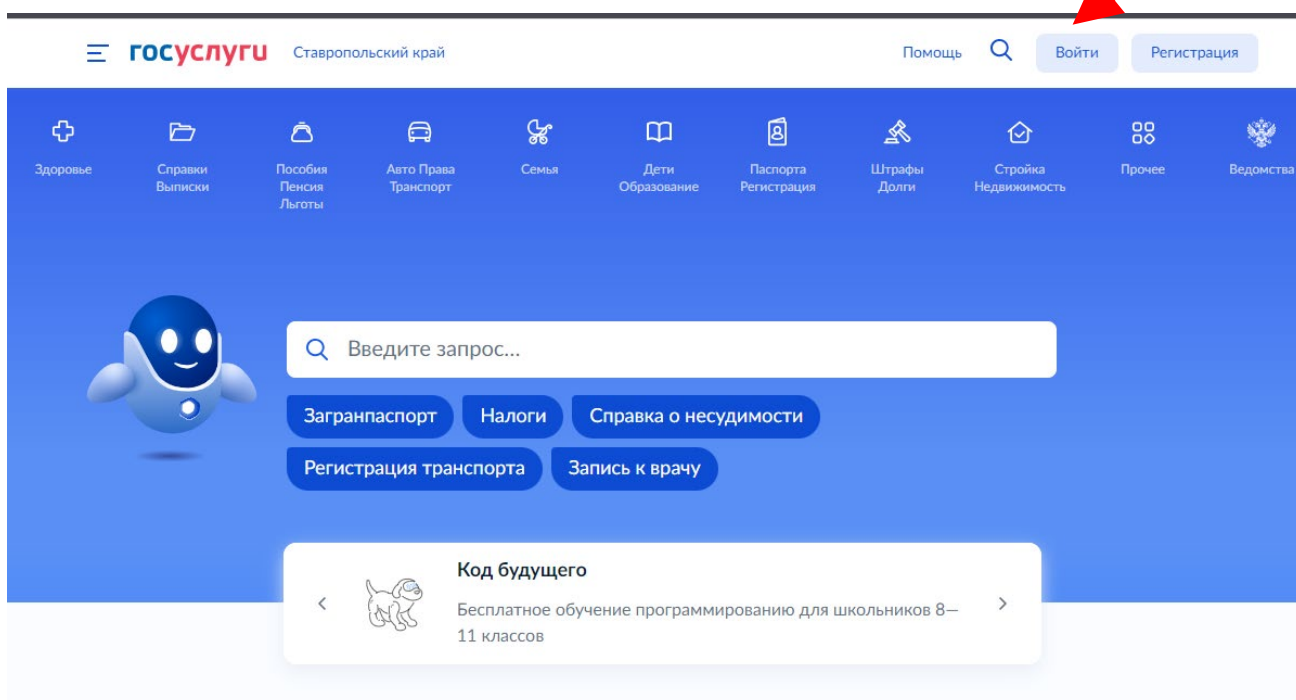 госуслуги Ставропольский край Помощь Войти Регистрация
Здоровье
Справки
Выписки
Пособия
Пенсия
Льготы
Авто Права
Транспорт
Семья
Дети
Образование
Паспорта
Регистрация
Штрафы
Долги
Стройка
Недвижимость
Прочее
Ведомства
Введите запрос...
Загранпаспорт Налоги Справка о несудимости
Регистрация транспорта Запись к врачу
Код будущего
Бесплатное обучение программированию для школьников 8—
11 классов